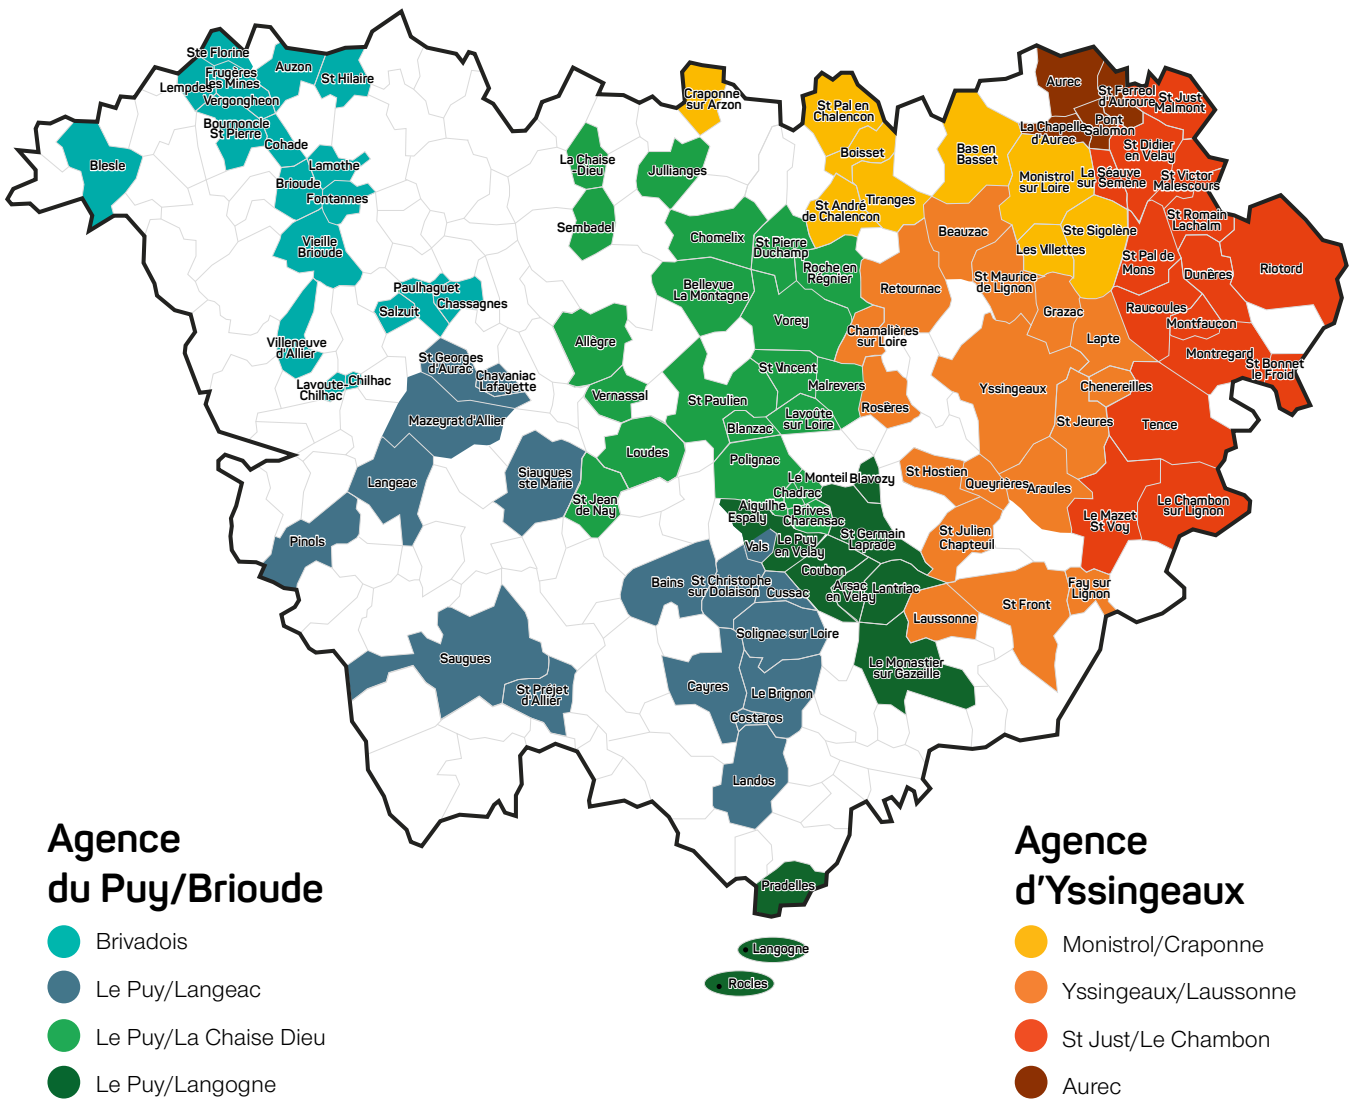 Ste Florine
Auzon
St Hilaire
Frugères
les Mines
Lempdes
Vergongheon
Bournoncle
St Pierre
Cohade
Blesle
Lamothe
Brioude
Fontannes
Vieille
Brioude
Paulhaguet
Chassagnes
Salzuit
Villeneuve
d'Allier
Lavoute-
Chilhac
Chilhac
St Georges
d'Aurac
Chavaniac
Lafayette
Mazeyrat d'Allier
Langeac
Siaugues
ste Marie
Pinols
Saugues
St Préjet
d'Allier
La Chaise
-Dieu
Sembadel
Jullianges
Craponne
sur Arzon
Chomelix
St Pierre
Duchamp
Roche en
Régnier
Bellevue
La Montagne
Vorey
Allègre
Vernassal
St Paulien
St Vincent
Malrevers
Lavoûte
sur Loire
Blanzac
Loudes
Polignac
St Jean
de Nay
Le Monteil
Blavozy
Chadrac
Aiguilhe
Espaly
Brives
Charensac
Vals
Le Puy
en Velay
St Germain
Laprade
Coubon
Bains
St Christophe
sur Dolaison
Cussac
Arsac
en Velay
Lantriac
Solignac sur Loire
Cayres
Le Brignon
Costaros
Landos
Le Monastier
sur Gazeille
Pradelles
Langogne
Rocles
St Pal en
Chalencon
Boisset
Tiranges
St André
de Chalencon
Bas en
Basset
Aurec
St Ferréol
d'Auroure
St Just
Malmont
La Chapelle
d'Aurec
Pont
Salomon
St Didier
en Velay
Monistrol
sur Loire
La Séauve
sur Semène
St Victor
Malescours
St Romain
Lachalm
Ste Sigolène
Les Villettes
Beauzac
St Pal de
Mons
Dunères
Riotord
Retournac
St Maurice
de Lignon
Grazac
Raucoules
Montfaucon
Chamalières
sur Loire
Lapte
Montregard
St Bonnet
le Froid
Yssingeaux
Chenereilles
Rosères
St Jeures
Tence
St Hostien
Queyrières
Araules
Le Mazet
St Voy
Le Chambon
sur Lignon
St Julien
Chapteuil
Fay sur
Lignon
St Front
Laussonne
Agence
du Puy/Brioude
Brivadois
Le Puy/Langeac
Le Puy/La Chaise Dieu
Le Puy/Langogne
Agence
d'Yssingeaux
Monistrol/Craponne
Yssingeaux/Laussonne
St Just/Le Chambon
Aurec